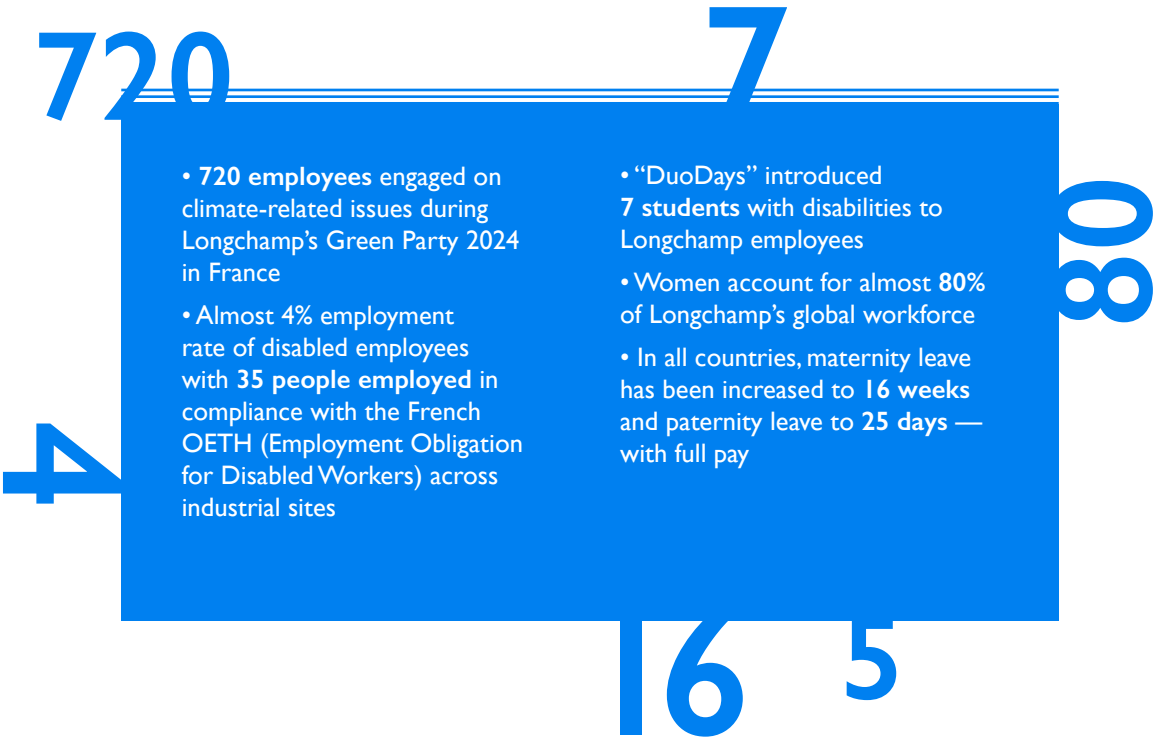 720
7
• 720 employees engaged on
climate-related issues during
Longchamp’s Green Party 2024
in France
• Almost 4% employment
rate of disabled employees
with 35 people employed in
compliance with the French
OETH (Employment Obligation
for Disabled Workers) across
industrial sites
• “DuoDays” introduced
7 students with disabilities to
Longchamp employees
• Women account for almost 80%
of Longchamp’s global workforce
• In all countries, maternity leave
has been increased to 16 weeks
and paternity leave to 25 days —
with full pay
80
4
16
5